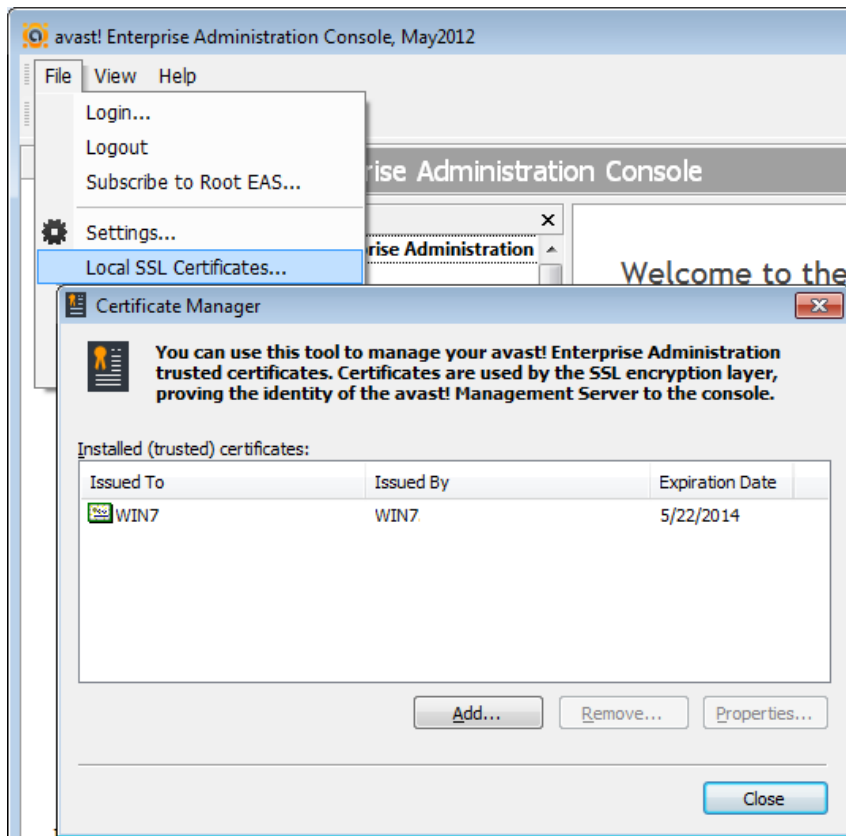 avast! Enterprise Administration Console, May2012
File View Help
Login...
Logout
Subscribe to Root EAS...
Administration Console
Settings...
Administration
Local SSL Certificates...
Welcome to the
Certificate Manager
You can use this tool to manage your avast! Enterprise Administration
trusted certificates. Certificates are used by the SSL encryption layer,
proving the identity of the avast! Management Server to the console.
Installed (trusted) certificates:
Issued To Issued By Expiration Date
WIN7 WIN7 5/22/2014
Add... Remove... Properties...
Close